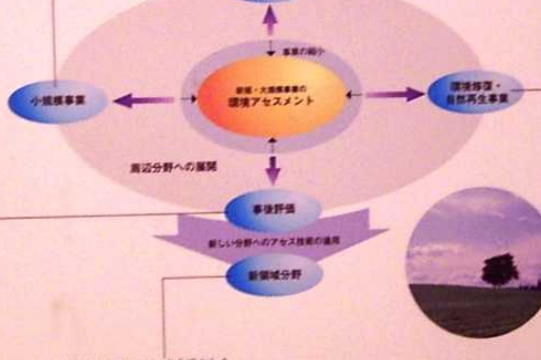 事業の縮小
新規・大規模事業の
環境アセスメント
小規模事業
環境修復・
自然再生事業
周辺分野への展開
事後評価
新しい分野へのアセス技術の適用
新領域分野